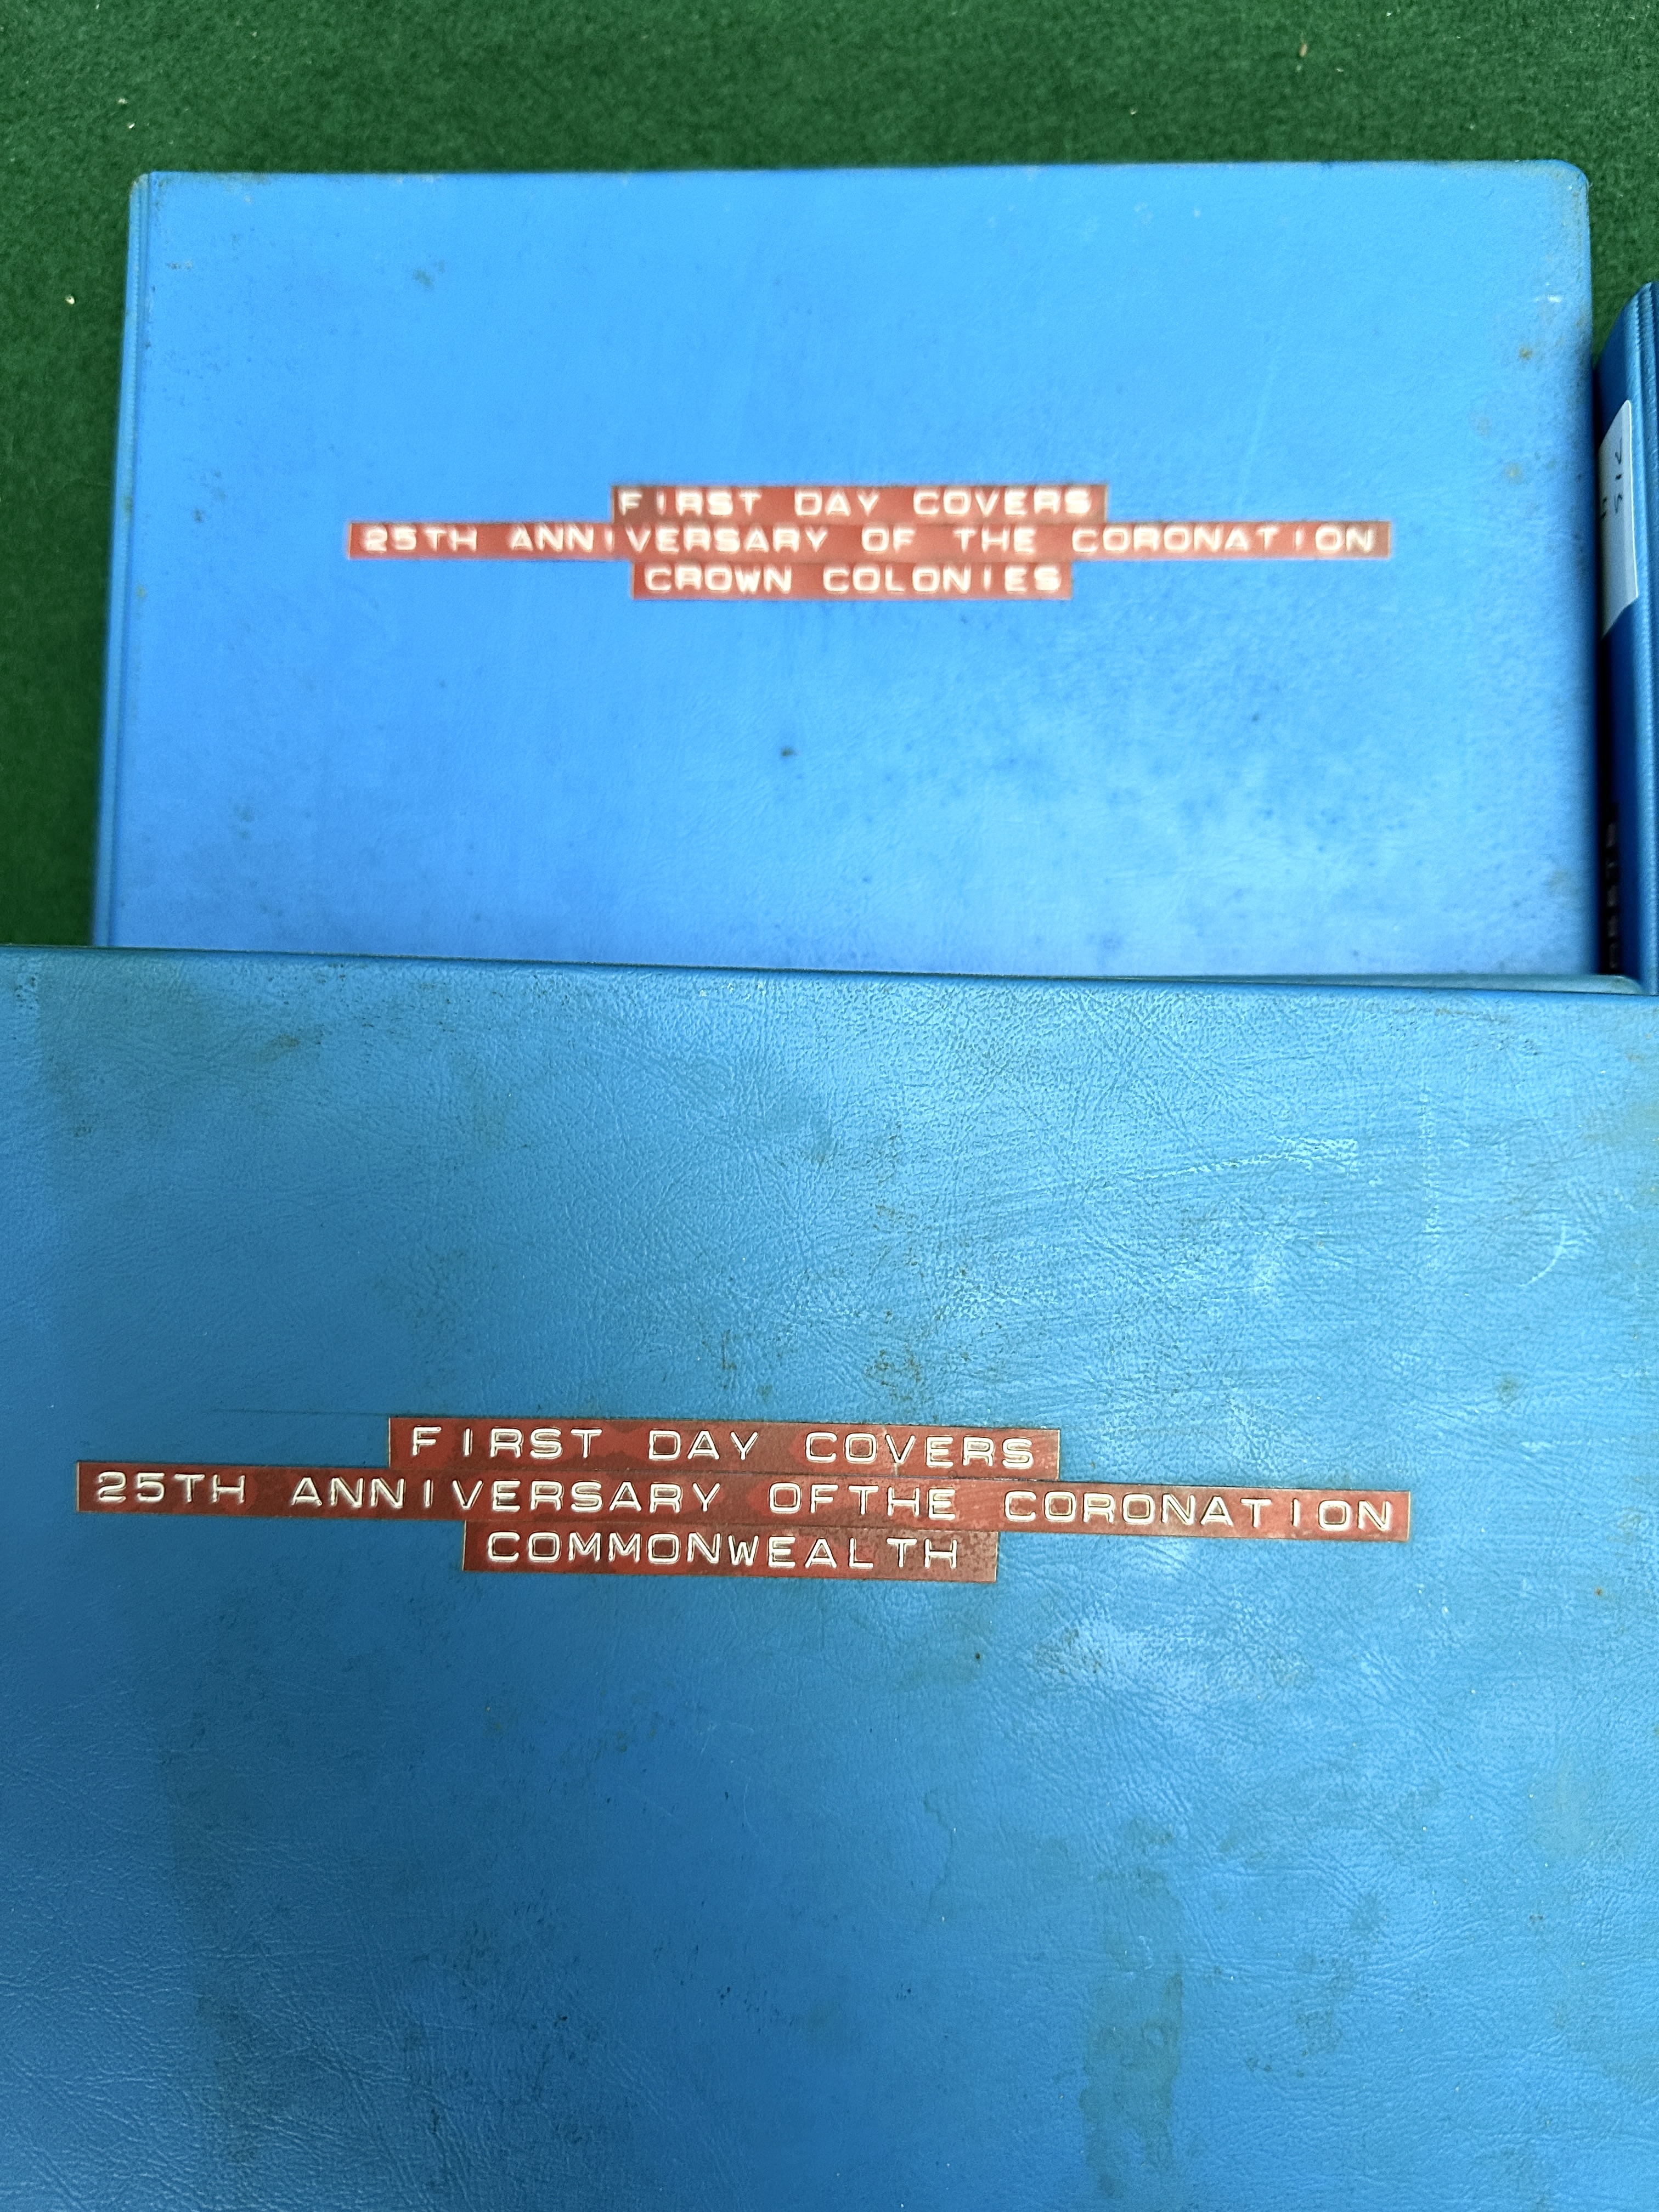 FIRST DAY COVERS
25TH ANNIVERSARY OF THE CORONATION
CROWN COLONIES
FIRST DAY COVERS
25TH ANNIVERSARY OFTHE CORONATION
COMMONWEALTH